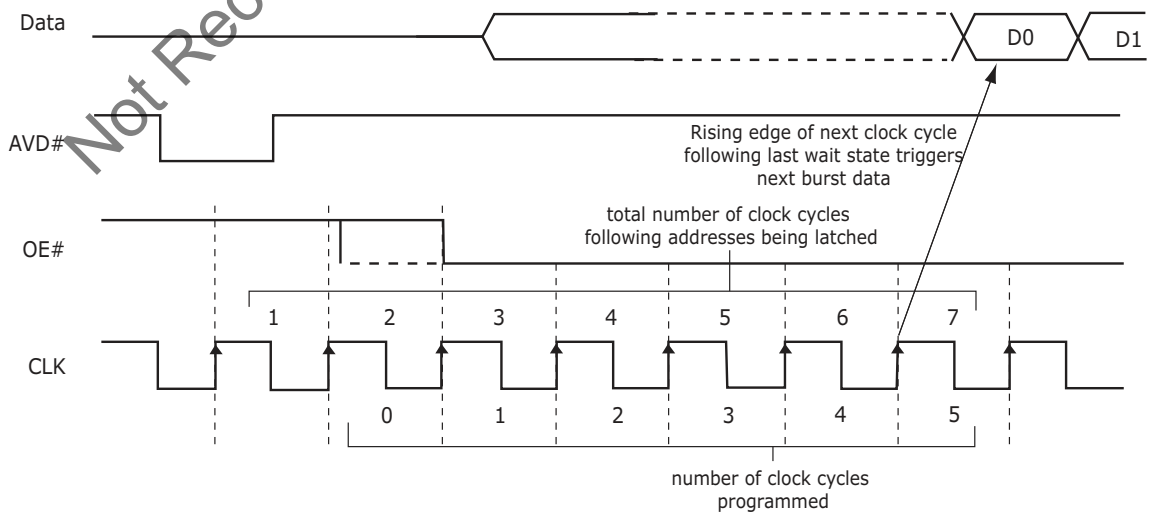 Data
D0
D1
Not Rec
AVD#
Rising edge of next clock cycle
following last wait state triggers
next burst data
total number of clock cycles
following addresses being latched
OE#
1 2 3 4 5 6 7
CLK
0 1 2 3 4 5
number of clock cycles
programmed